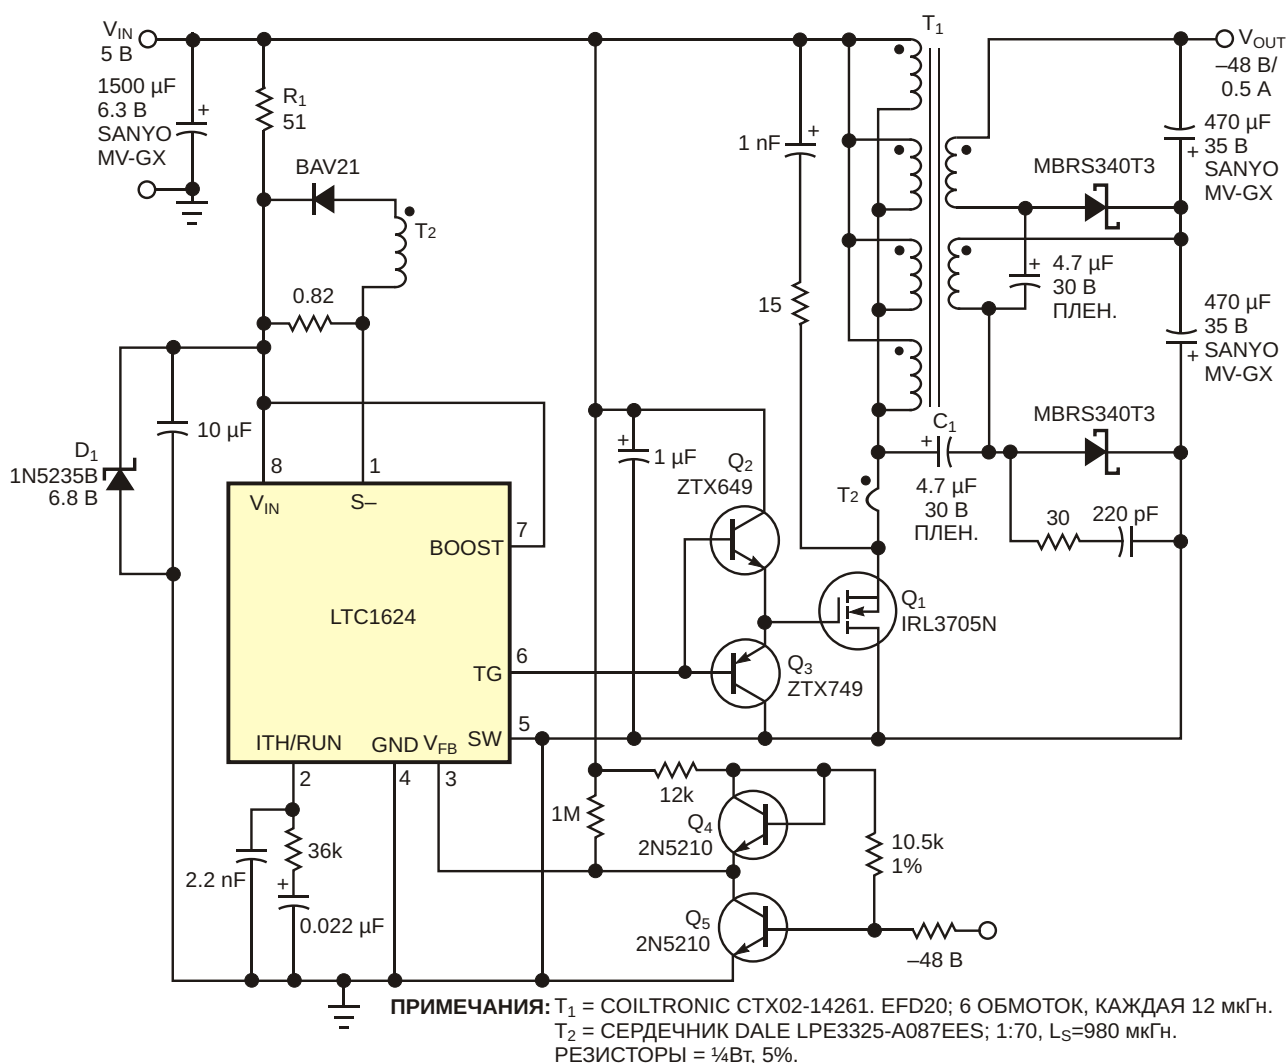 V_IN
5 В
1500 µF
6.3 В
SANYO
MV-GX
R1
51
BAV21
T2
0.82
10 µF
D1
1N5235B
6.8 В
8
1
V_IN
S–
BOOST
7
LTC1624
TG
6
SW
5
ITH/RUN
GND
V_FB
2
4
3
36k
2.2 nF
+
0.022 µF
+
+
1 µF
Q2
ZTX649
Q3
ZTX749
1 nF
+
15
T1
T2
C1
+
4.7 µF
30 В
ПЛЕН.
Q1
IRL3705N
V_OUT
–48 В/
0.5 А
470 µF
35 В
+ SANYO
MV-GX
MBRS340T3
+ 4.7 µF
30 В
ПЛЕН.
470 µF
35 В
+ SANYO
MV-GX
MBRS340T3
30
220 pF
12k
1M
Q4
2N5210
10.5k
1%
Q5
2N5210
–48 В
ПРИМЕЧАНИЯ: T1 = COILTRONIC CTX02-14261. EFD20; 6 ОБМОТОК, КАЖДАЯ 12 мкГн.
T2 = СЕРДЕЧНИК DALE LPE3325-A087EES; 1:70, LS=980 мкГн.
РЕЗИСТОРЫ = ¼Вт, 5%.